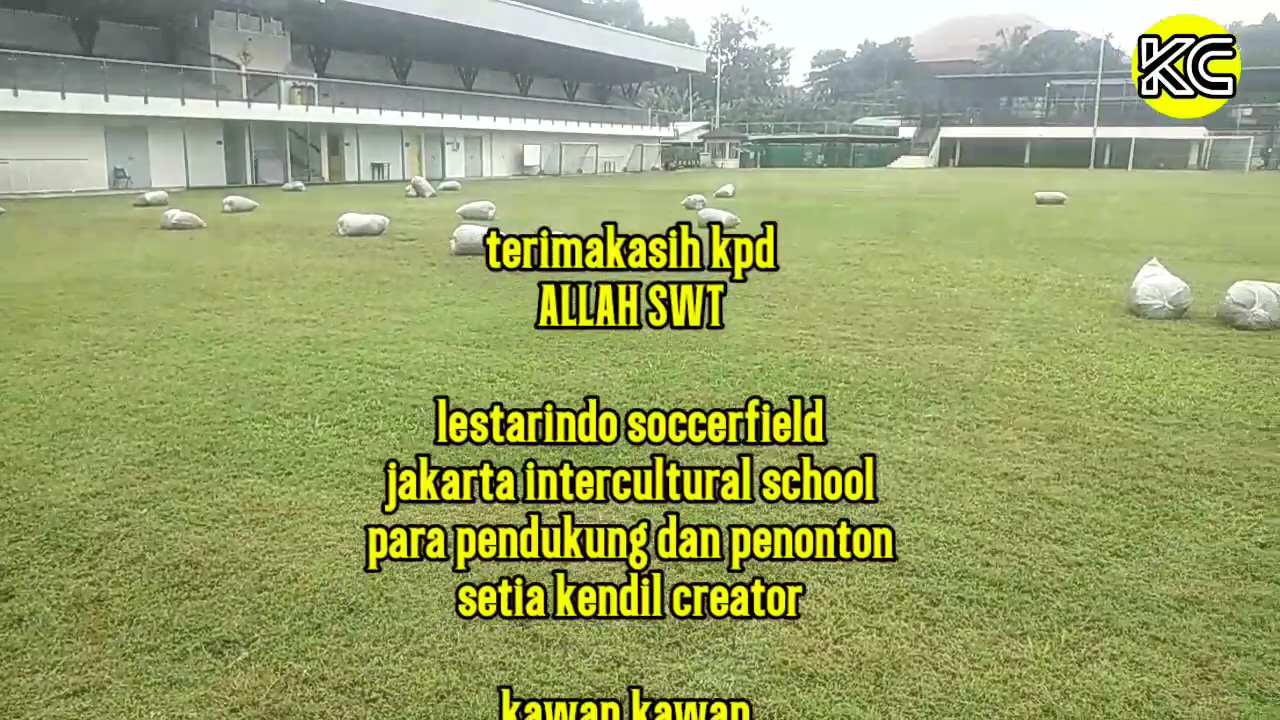 KC
terimakasih kpd
ALLAH SWT
lestarindo soccerfield
jakarta intercultural school
para pendukung dan penonton
setia kendil creator
kawan kawan